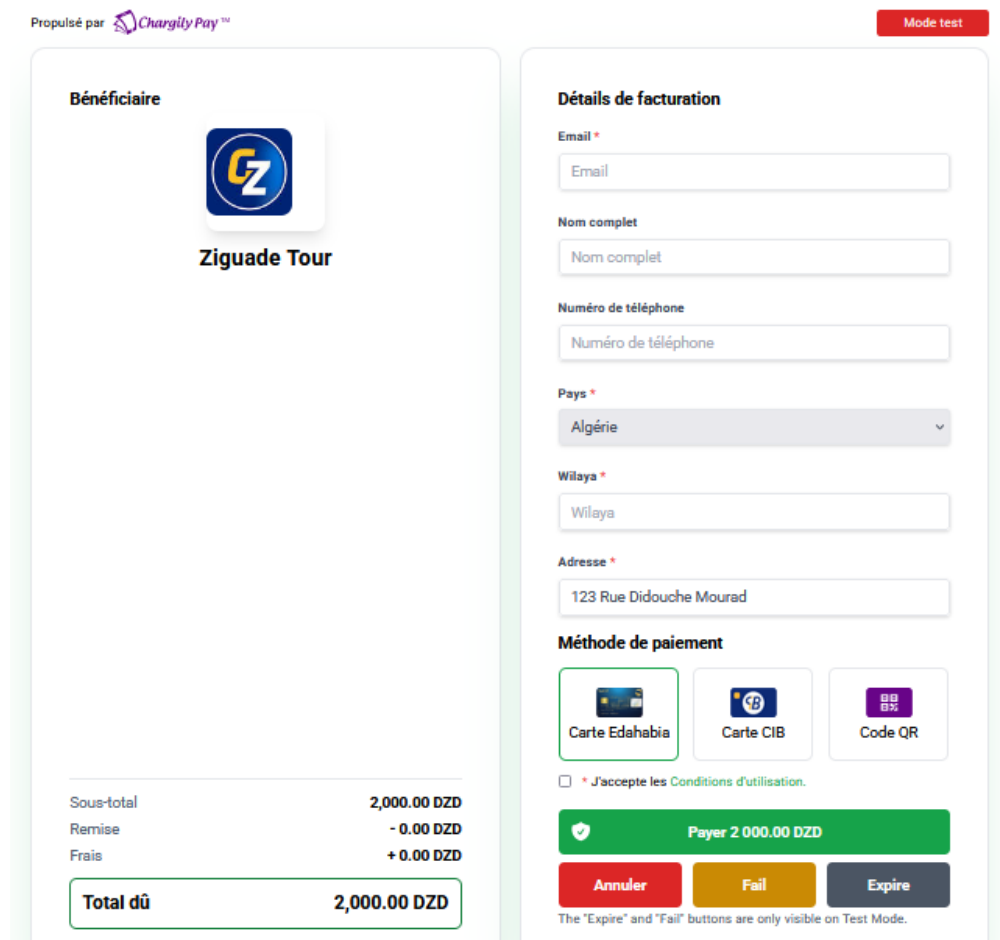 Propulsé par Chargily Pay ™
Mode test
Bénéficiaire
GZ
Ziguade Tour
Sous-total 2,000.00 DZD
Remise - 0.00 DZD
Frais + 0.00 DZD
Total dû 2,000.00 DZD
Détails de facturation
Email *
Email
Nom complet
Nom complet
Numéro de téléphone
Numéro de téléphone
Pays *
Algérie
Wilaya *
Wilaya
Adresse *
123 Rue Didouche Mourad
Méthode de paiement
Carte Edahabia
CB
Carte CIB
Code QR
* J'accepte les Conditions d'utilisation.
Payer 2 000.00 DZD
Annuler Fail Expire
The "Expire" and "Fail" buttons are only visible on Test Mode.